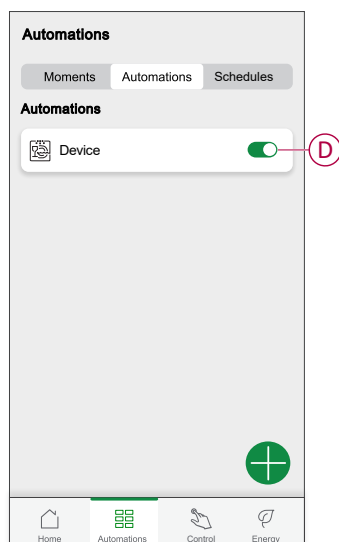 Automations
Moments Automations Schedules
Automations
Device
D
Home Automations Control Energy